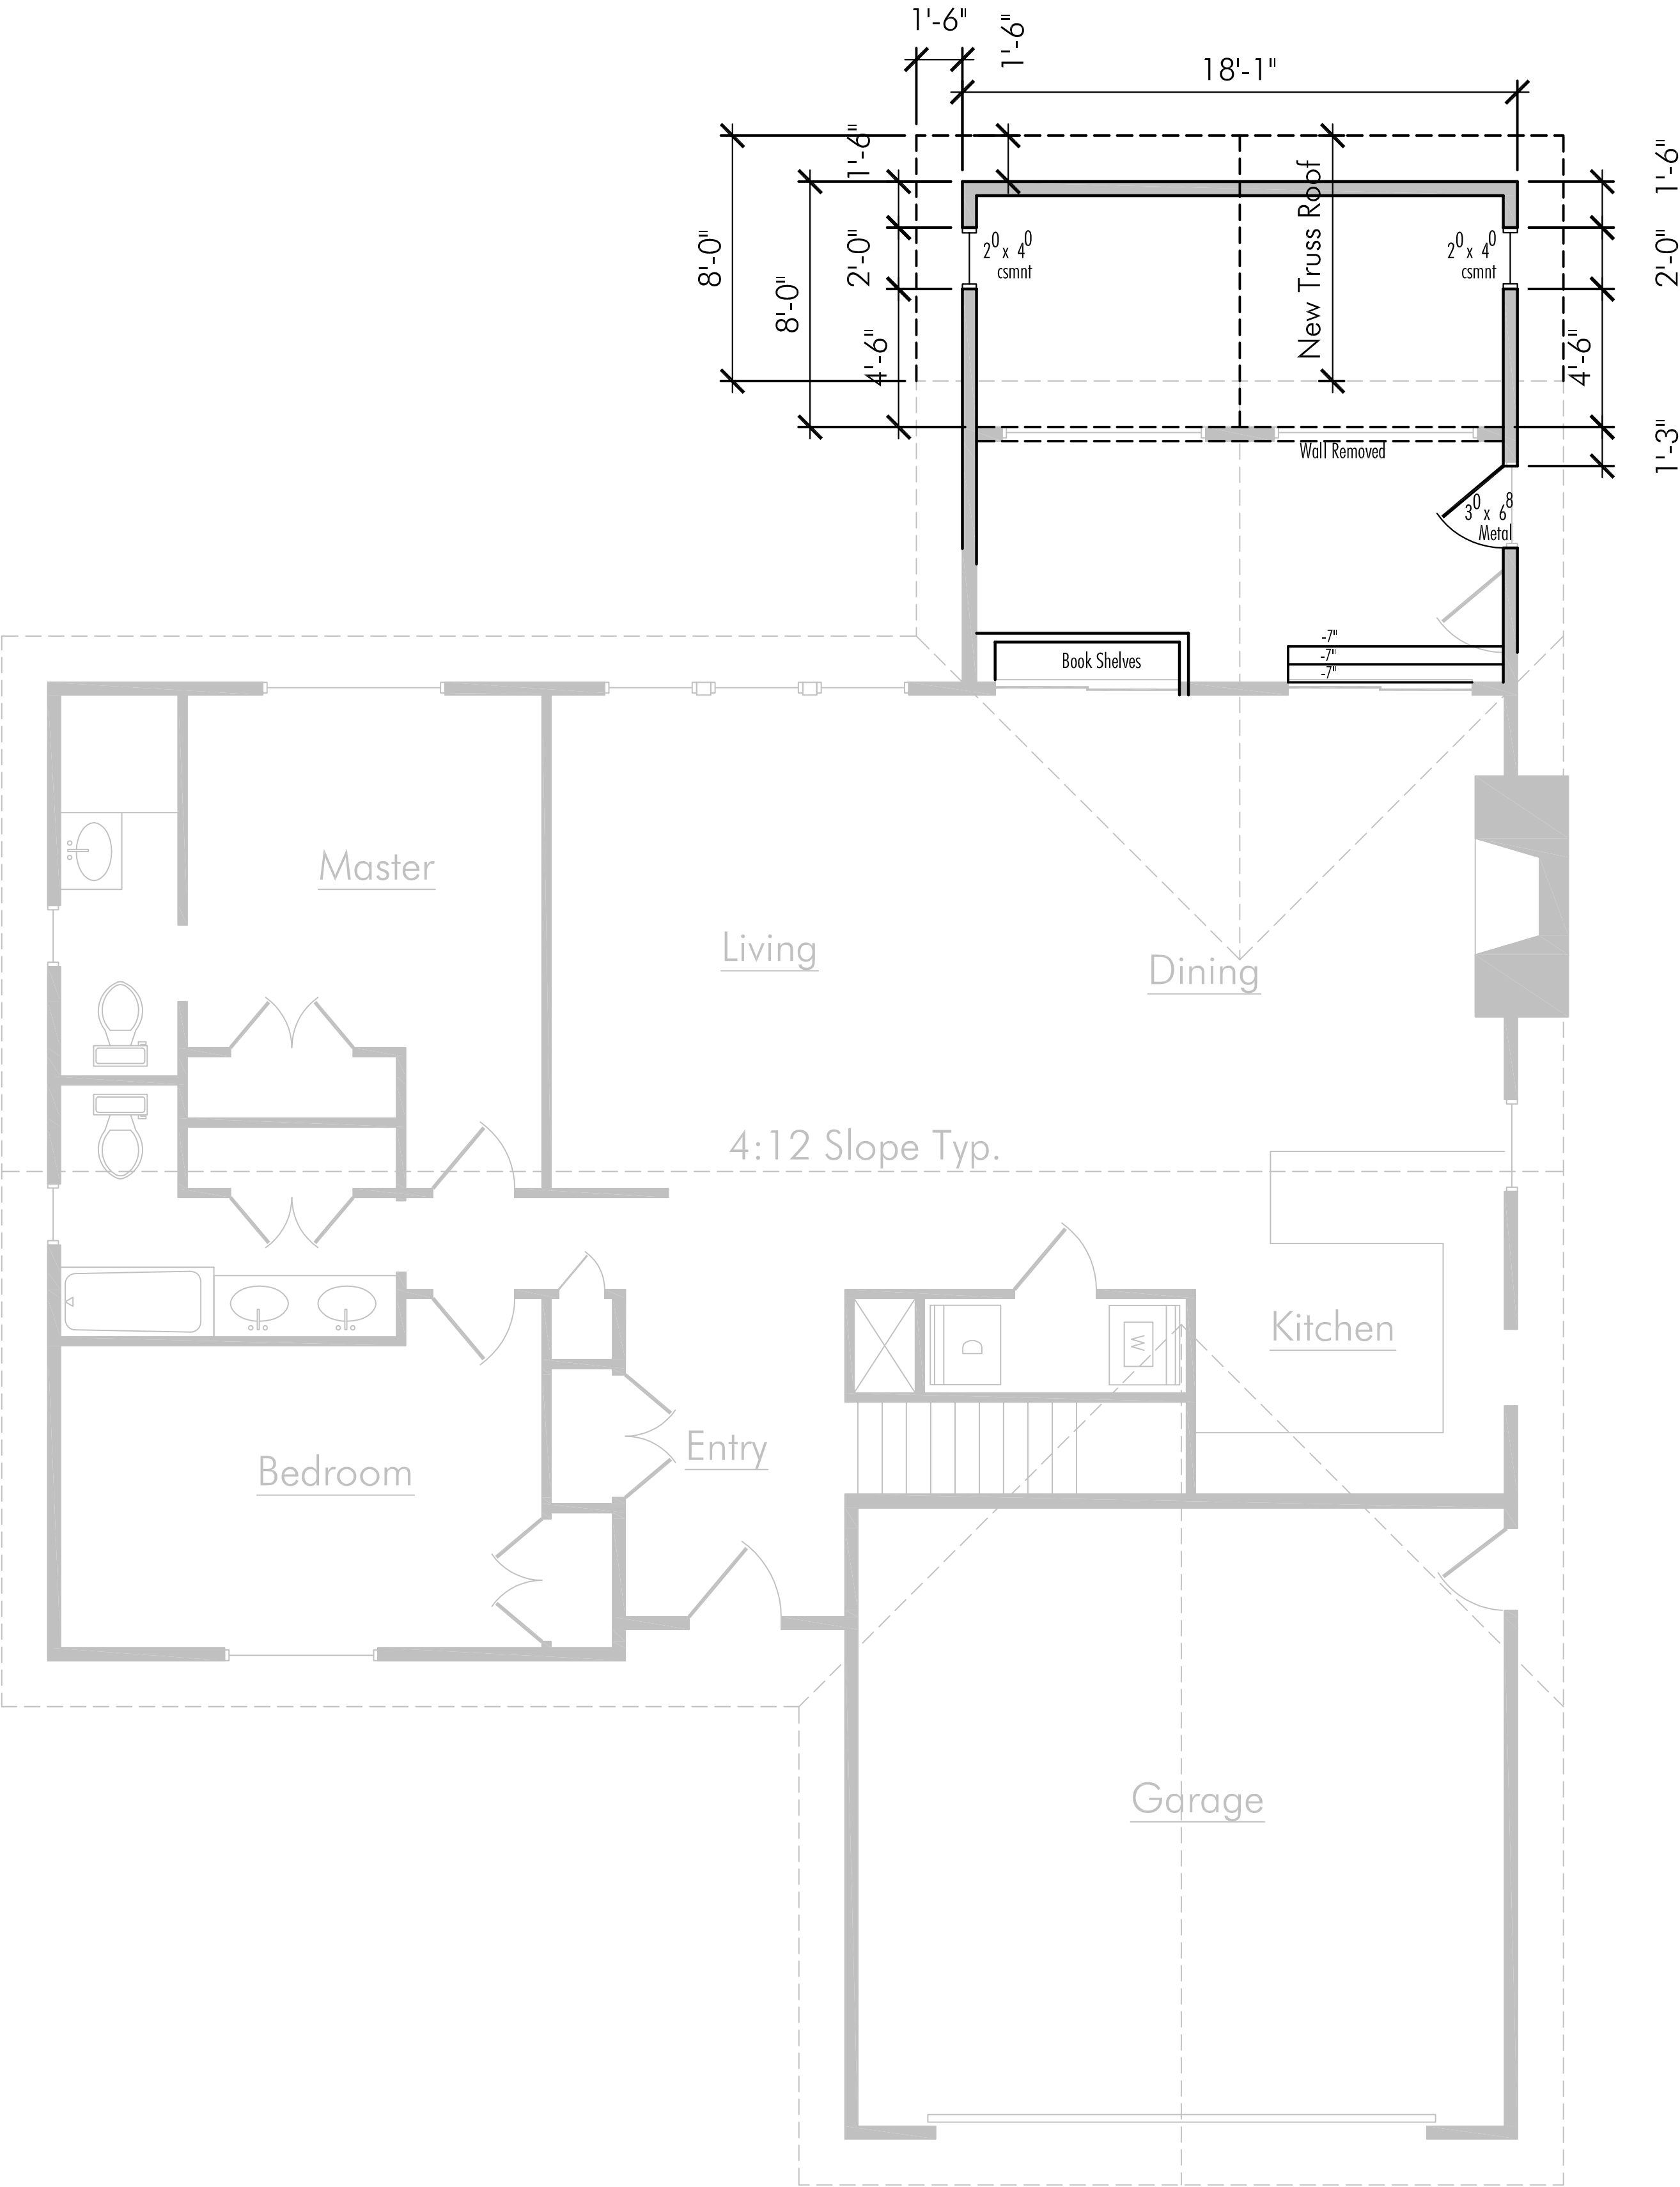 1'-6"
1'-6"
18'-1"
1'-6"
1'-6"
8'-0"
8'-0"
2'-0"
2⁰ x 4⁰
csmnt
New Truss Roof
2⁰ x 4⁰
csmnt
2'-0"
4'-6"
4'-6"
Wall Removed
1'-3"
3⁰ x 6⁸
Metal
-7"
-7"
-7"
Book Shelves
Master
Living
Dining
4:12 Slope Typ.
Kitchen
D
W
Entry
Bedroom
Garage